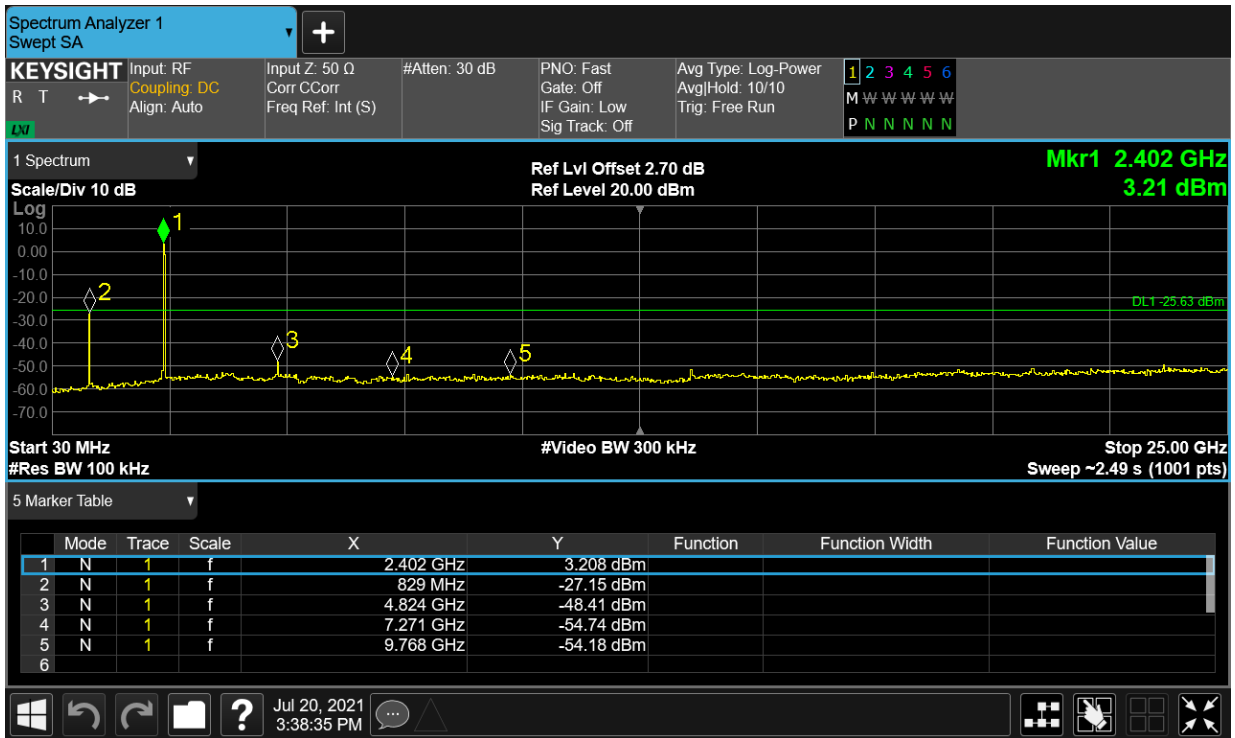 Spectrum Analyzer 1
Swept SA
KEYSIGHT
R T
LXI
Input: RF
Coupling: DC
Align: Auto
Input Z: 50 Ω
Corr CCorr
Freq Ref: Int (S)
#Atten: 30 dB
PNO: Fast
Gate: Off
IF Gain: Low
Sig Track: Off
Avg Type: Log-Power
Avg|Hold: 10/10
Trig: Free Run
1 2 3 4 5 6
M W W W W W
P N N N N N N
1 Spectrum
Scale/Div 10 dB
Ref Lvl Offset 2.70 dB
Ref Level 20.00 dBm
Mkr1 2.402 GHz
3.21 dBm
Log
10.0
0.00
-10.0
-20.0
-30.0
-40.0
-50.0
-60.0
-70.0
1
2
3
4
5
DL1 -25.63 dBm
Start 30 MHz
#Video BW 300 kHz
Stop 25.00 GHz
#Res BW 100 kHz
Sweep ~2.49 s (1001 pts)
5 Marker Table
Mode Trace Scale X Y Function Function Width Function Value
1 N 1 f 2.402 GHz 3.208 dBm
2 N 1 f 829 MHz -27.15 dBm
3 N 1 f 4.824 GHz -48.41 dBm
4 N 1 f 7.271 GHz -54.74 dBm
5 N 1 f 9.768 GHz -54.18 dBm
6
?
Jul 20, 2021
3:38:35 PM